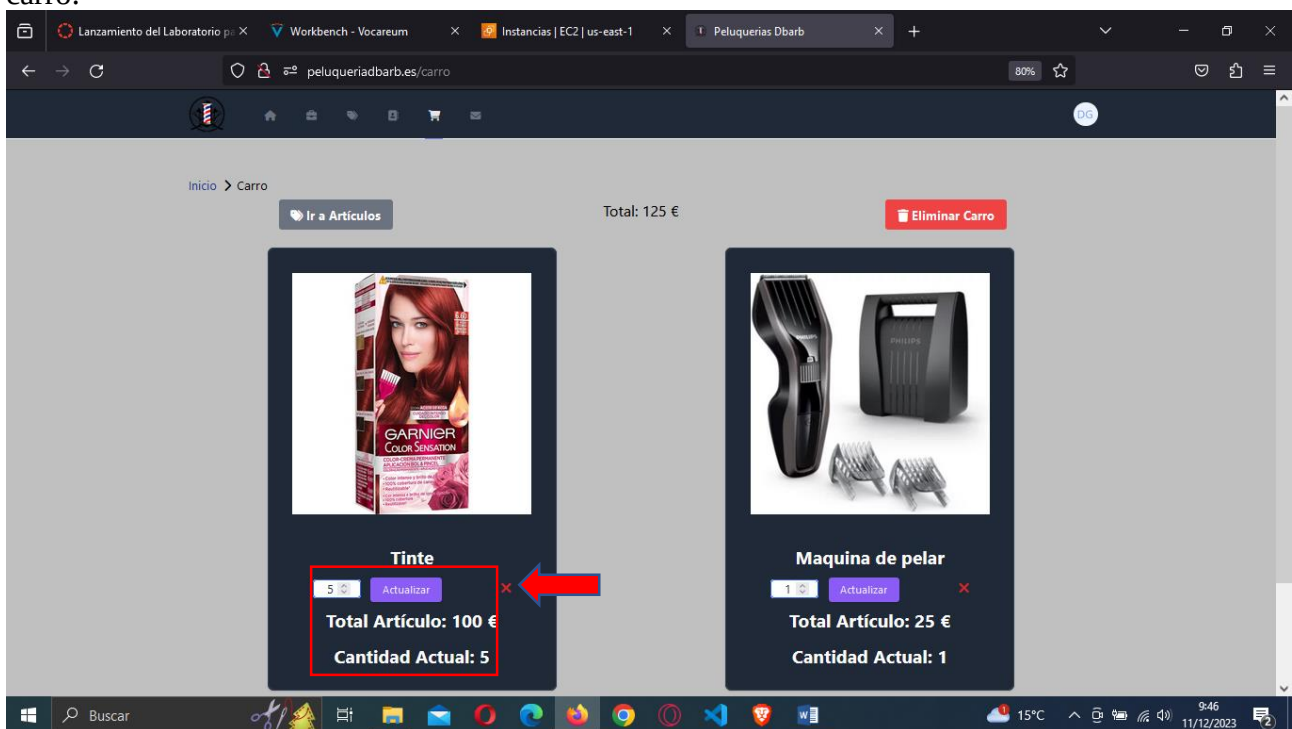 carro.
Lanzamiento del Laboratorio pa
Workbench - Vocareum
Instancias | EC2 | us-east-1
Peluquerias Dbarb
peluqueriadbarb.es/carro
80%
DG
Inicio > Carro
Ir a Artículos
Total: 125 €
Eliminar Carro
GARNIER
COLOR SENSATION
PHILIPS
Tinte
5
Actualizar
Total Artículo: 100 €
Cantidad Actual: 5
Maquina de pelar
1
Actualizar
Total Artículo: 25 €
Cantidad Actual: 1
Buscar
15°C
9:46
11/12/2023
2